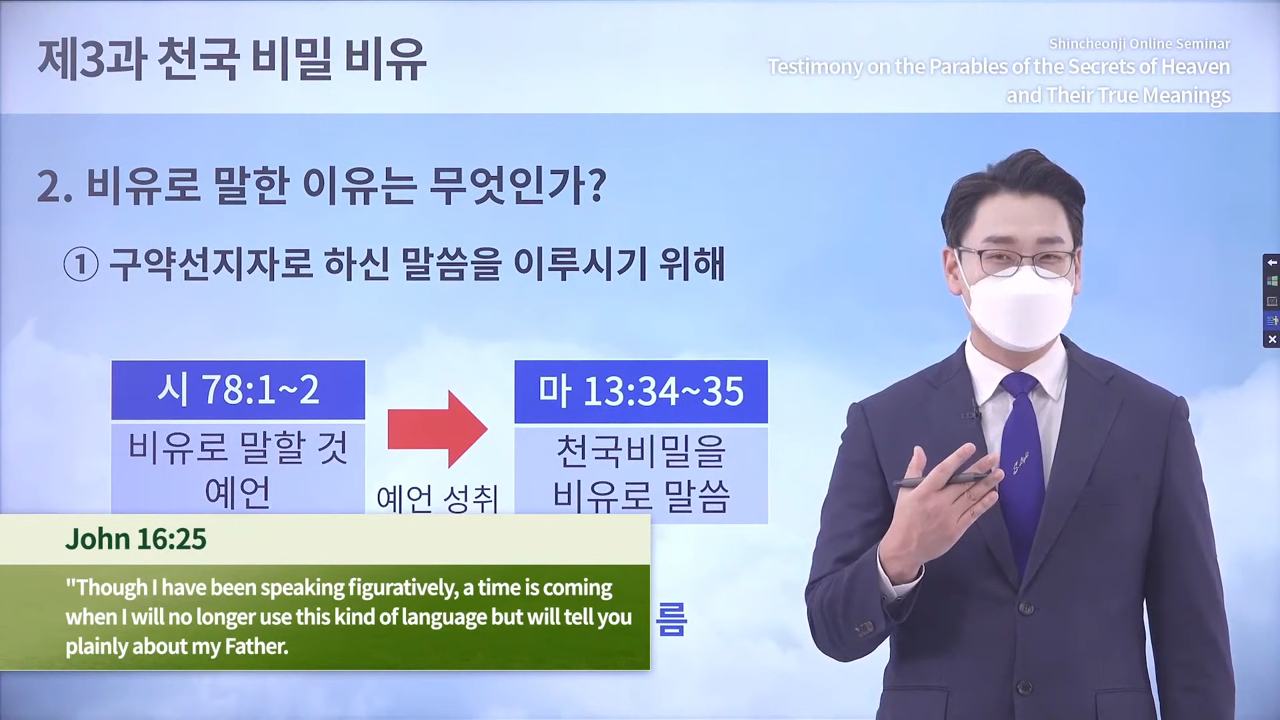 제3과 천국 비밀 비유
Shincheonji Online Seminar
Testimony on the Parables of the Secrets of Heaven
and Their True Meanings
2. 비유로 말한 이유는 무엇인가?
① 구약선지자로 하신 말씀을 이루시기 위해
시 78:1~2
비유로 말할 것
예언
예언 성취
마 13:34~35
천국비밀을
비유로 말씀
름
John 16:25
"Though I have been speaking figuratively, a time is coming
when I will no longer use this kind of language but will tell you
plainly about my Father.